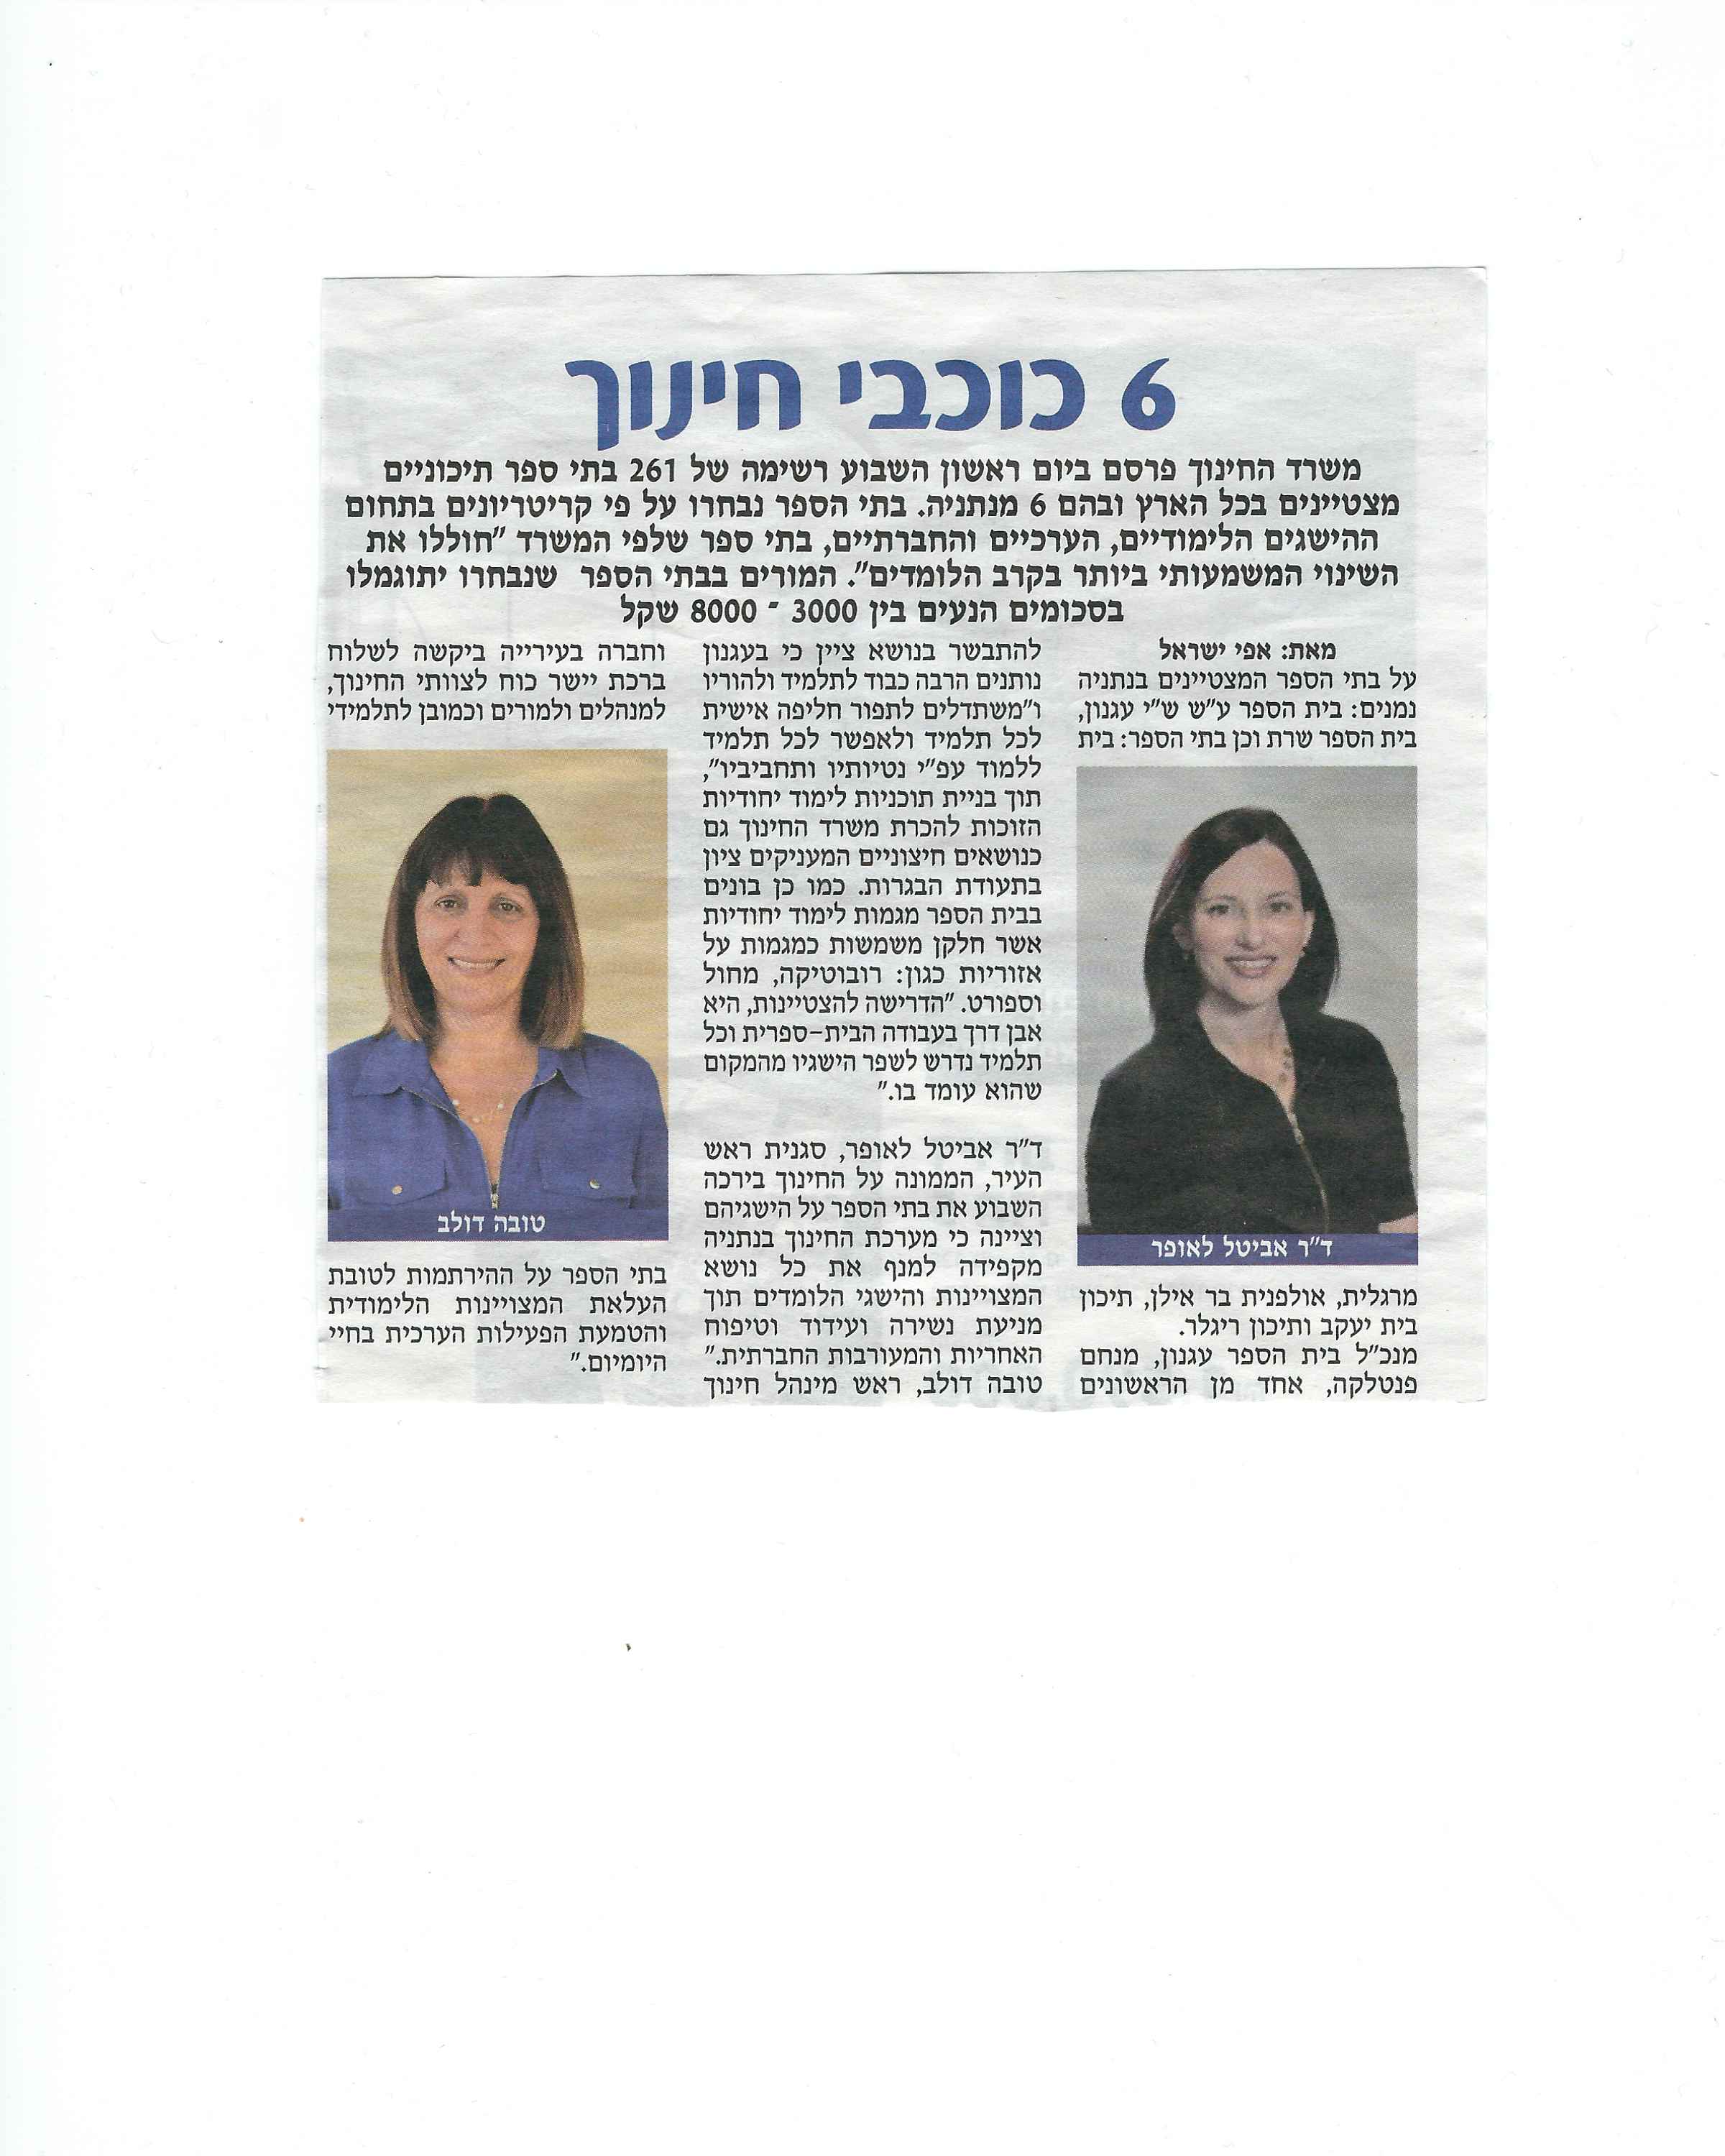 6 כוכבי חינוך
משרד החינוך פרסם ביום ראשון השבוע רשימה של 261 בתי ספר תיכוניים
מצטיינים בכל הארץ ובהם 6 מנתניה. בתי הספר נבחרו על פי קריטריונים בתחום
ההישגים הלימודיים, הערכיים והחברתיים, בתי ספר שלפי המשרד "חוללו את
השינוי המשמעותי ביותר בקרב הלומדים". המורים בבתי הספר שנבחרו יתוגמלו
בסכומים הנעים בין 3000 - 8000 שקל
מאת: אפי ישראל
על בתי הספר המצטיינים בנתניה
נמנים: בית הספר ע"ש ש"י עגנון,
בית הספר שרת וכן בתי הספר: בית
ד"ר אביטל לאופר
מרגלית, אולפנית בר אילן, תיכון
בית יעקב ותיכון ריגלר.
מנכ"ל בית הספר עגנון, מנחם
פנטלקה, אחד מן הראשונים
להתבשר בנושא ציין כי בעגנון
נותנים הרבה כבוד לתלמיד ולהוריו
ו"משתדלים לתפור חליפה אישית
לכל תלמיד ולאפשר לכל תלמיד
ללמוד עפ"י נטיותיו ותחביביו",
תוך בניית תוכניות לימוד יחודיות
הזוכות להכרת משרד החינוך גם
כנושאים חיצוניים המעניקים ציון
בתעודת הבגרות. כמו כן בונים
בבית הספר מגמות לימוד יחודיות
אשר חלקן משמשות כמגמות על
אזוריות כגון: רובוטיקה, מחול
וספורט. "הדרישה להצטיינות, היא
אבן דרך בעבודה הבית-ספרית וכל
תלמיד נדרש לשפר הישגיו מהמקום
שהוא עומד בו."
ד"ר אביטל לאופר, סגנית ראש
העיר, הממונה על החינוך בירכה
השבוע את בתי הספר על הישגיהם
וציינה כי מערכת החינוך בנתניה
מקפידה למנף את כל נושא
המצויינות והישגי הלומדים תוך
מניעת נשירה ועידוד וטיפוח
האחריות והמעורבות החברתית."
טובה דולב, ראש מינהל חינוך
וחברה בעירייה ביקשה לשלוח
ברכת יישר כוח לצוותי החינוך,
למנהלים ולמורים וכמובן לתלמידי
טובה דולב
בתי הספר על ההירתמות לטובת
העלאת המצויינות הלימודית
והטמעת הפעילות הערכית בחיי
היומיום."